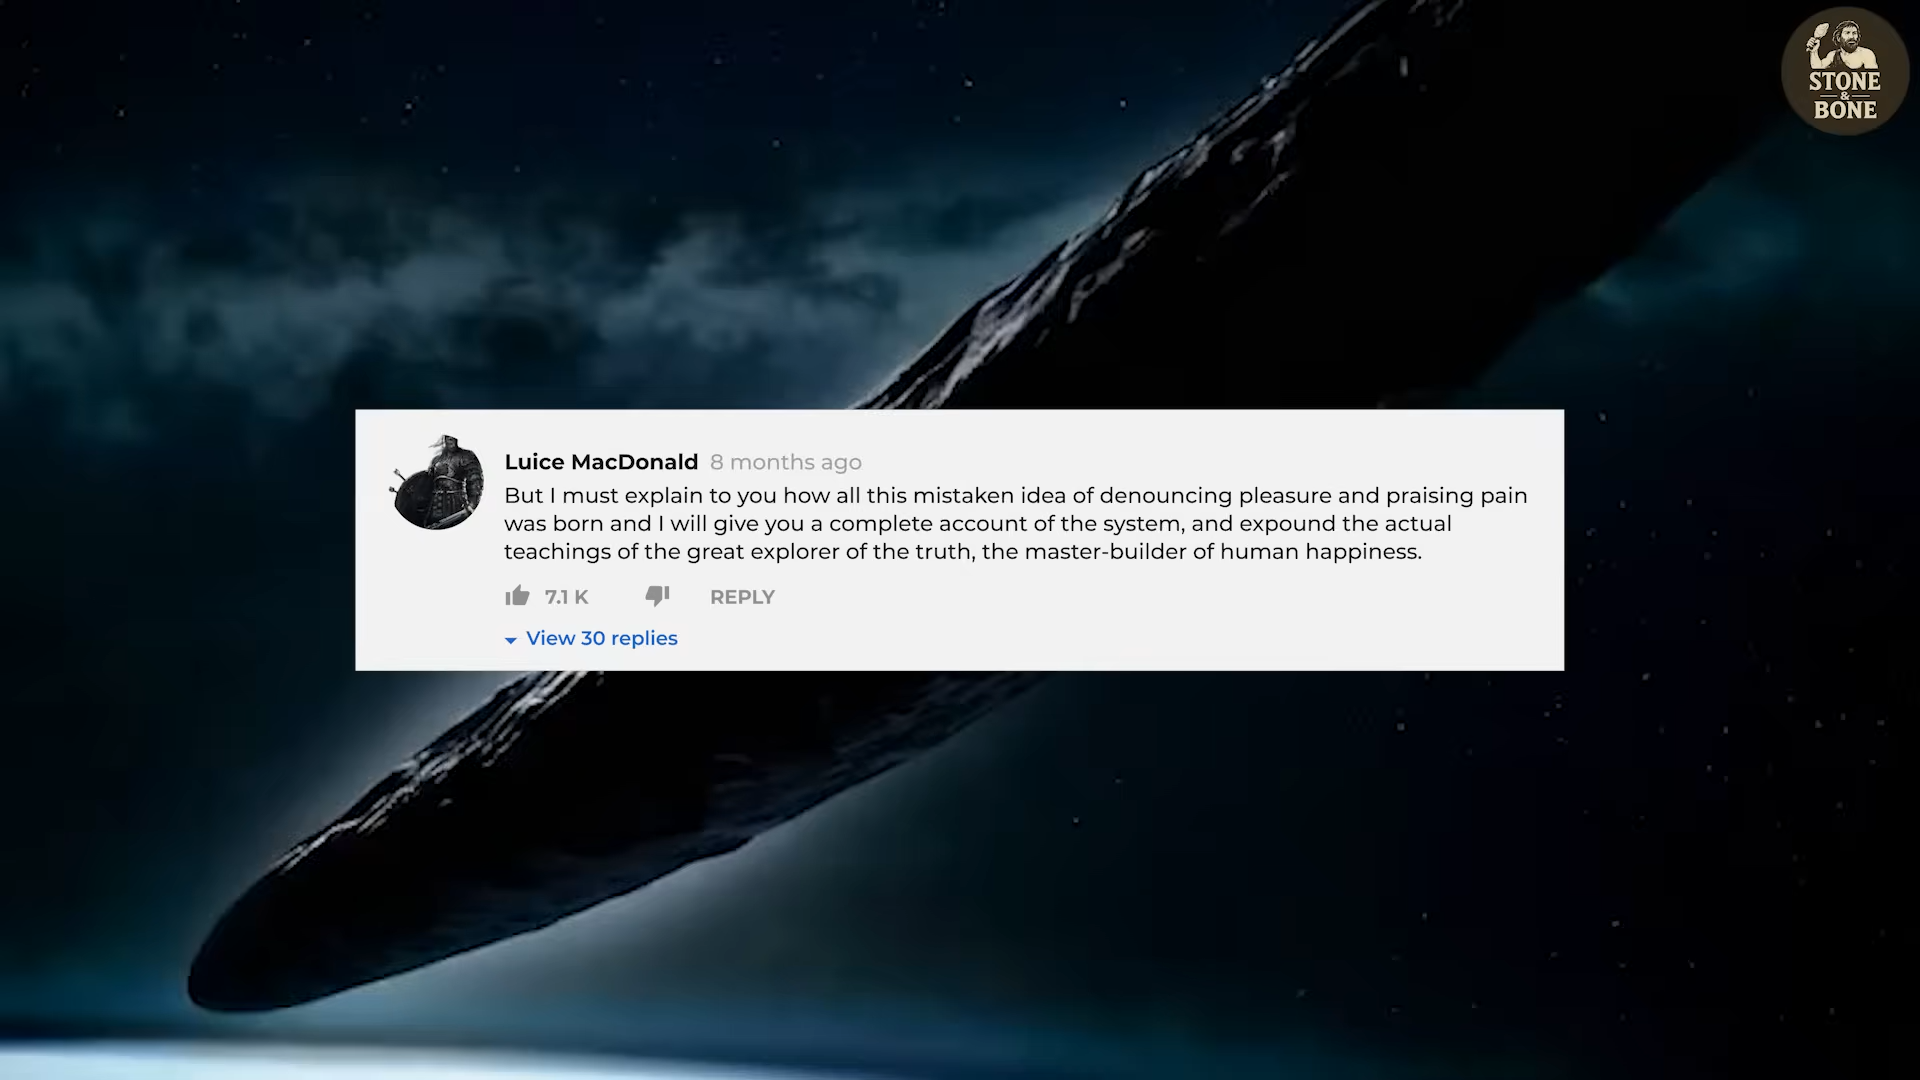 STONE
&
BONE
Luice MacDonald 8 months ago
But I must explain to you how all this mistaken idea of denouncing pleasure and praising pain
was born and I will give you a complete account of the system, and expound the actual
teachings of the great explorer of the truth, the master-builder of human happiness.
7.1 K REPLY
View 30 replies